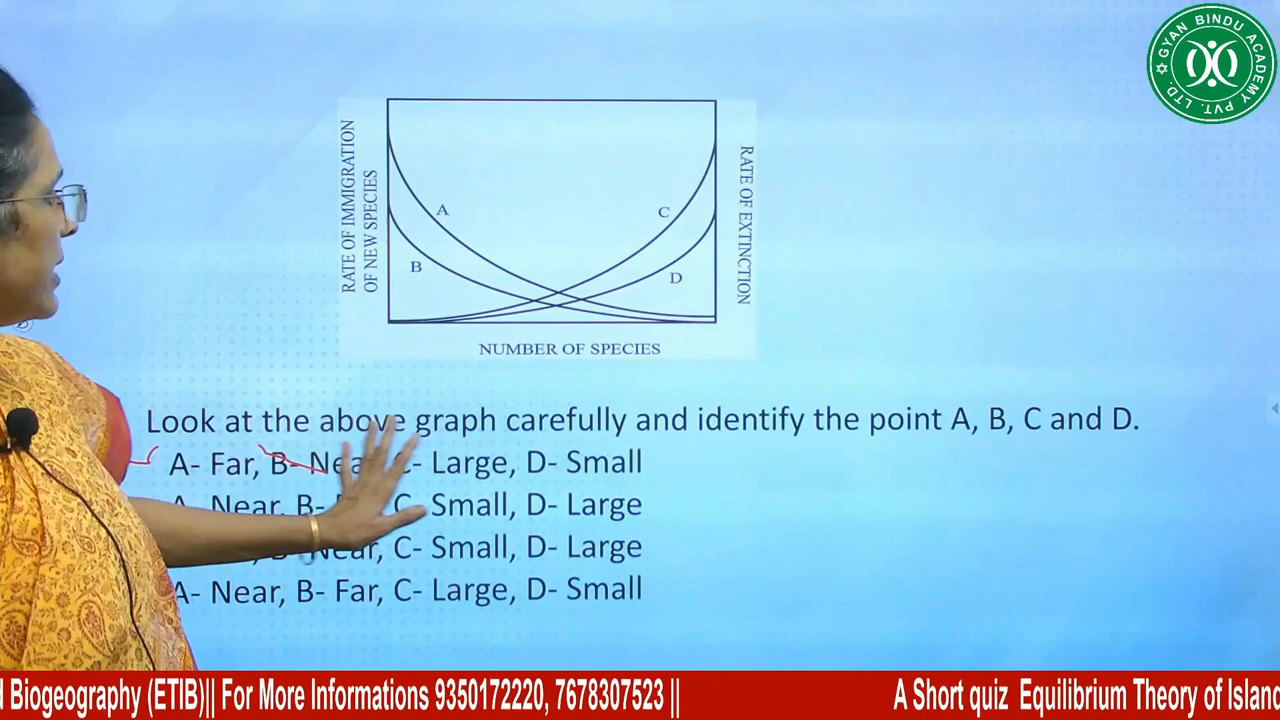 GYAN BINDU ACADEMY PVT. LTD.
RATE OF IMMIGRATION
OF NEW SPECIES
A
B
C
D
RATE OF EXTINCTION
NUMBER OF SPECIES
Look at the above graph carefully and identify the point A, B, C and D.
A- Far, B- Near, C- Large, D- Small
A- Near, B- C- Small, D- Large
Near, C- Small, D- Large
A- Near, B- Far, C- Large, D- Small
Biogeography (ETIB)|| For More Informations 9350172220, 7678307523 || A Short quiz Equilibrium Theory of